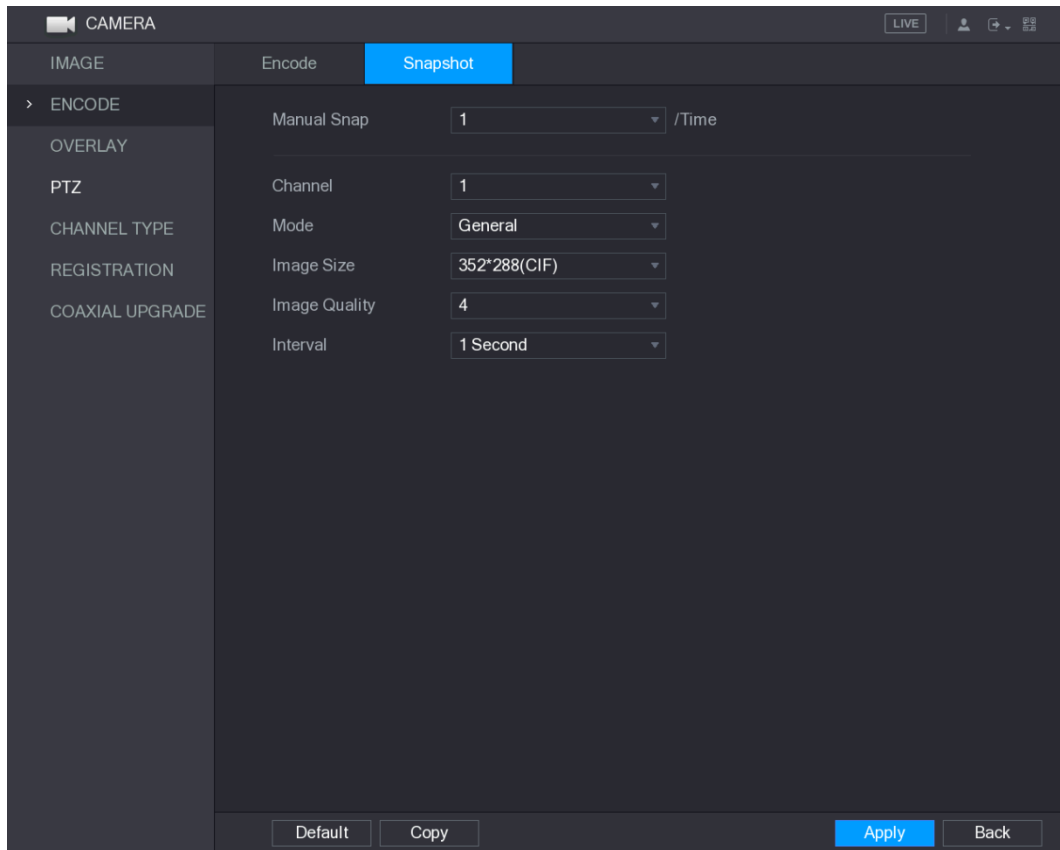 CAMERA LIVE
IMAGE
ENCODE
OVERLAY
PTZ
CHANNEL TYPE
REGISTRATION
COAXIAL UPGRADE
Encode Snapshot
Manual Snap 1 /Time
Channel 1
Mode General
Image Size 352*288(CIF)
Image Quality 4
Interval 1 Second
Default Copy Apply Back